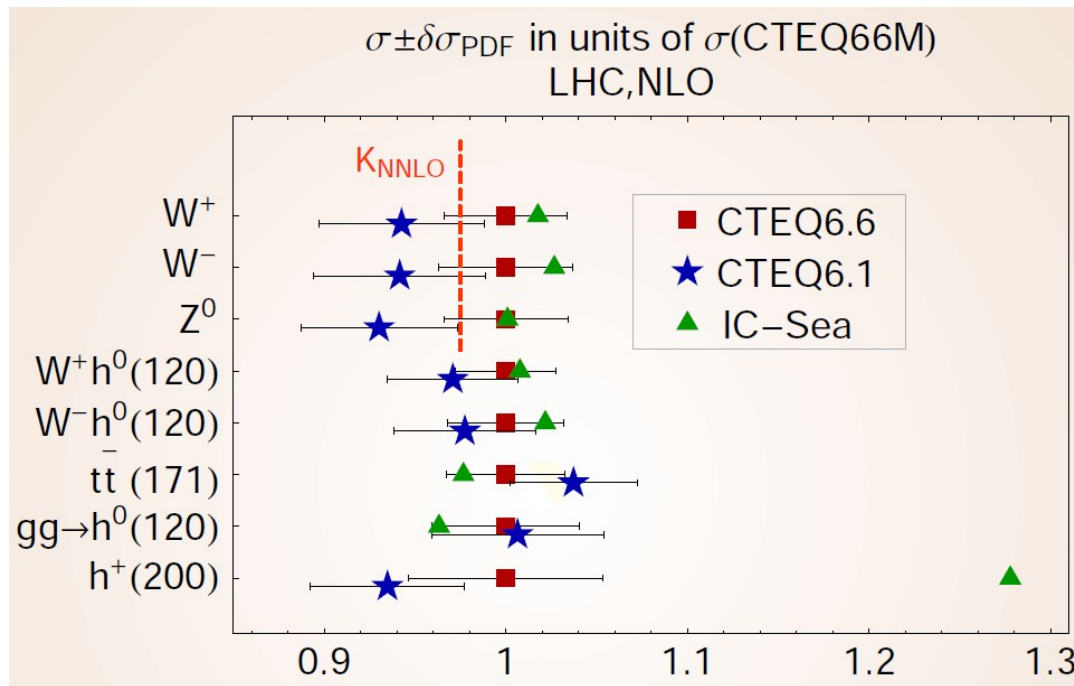 σ±δσPDF in units of σ(CTEQ66M)
LHC,NLO
KNNLO
W⁺
W⁻
Z⁰
W⁺h⁰(120)
W⁻h⁰(120)
tt̄ (171)
gg→h⁰(120)
h⁺(200)
CTEQ6.6
CTEQ6.1
IC−Sea
0.9 1 1.1 1.2 1.3